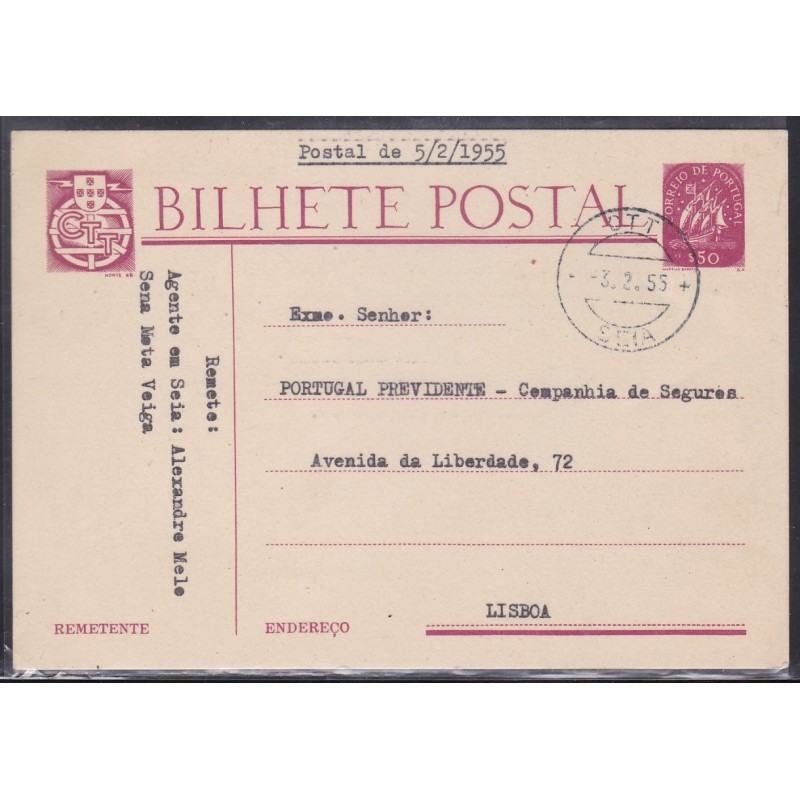 Postal de 5/2/1955
BILHETE POSTAL
CTT
CORREIO DE PORTUGAL
$50
CTT
-3. 2. 55 +
SEIA
Exmo. Senhor:
PORTUGAL PREVIDENTE - Companhia de Seguros
Avenida da Liberdade, 72
LISBOA
Remete:
Agente em Seia: Alexandre Melo
Sena Mota Veiga
REMETENTE
ENDEREÇO